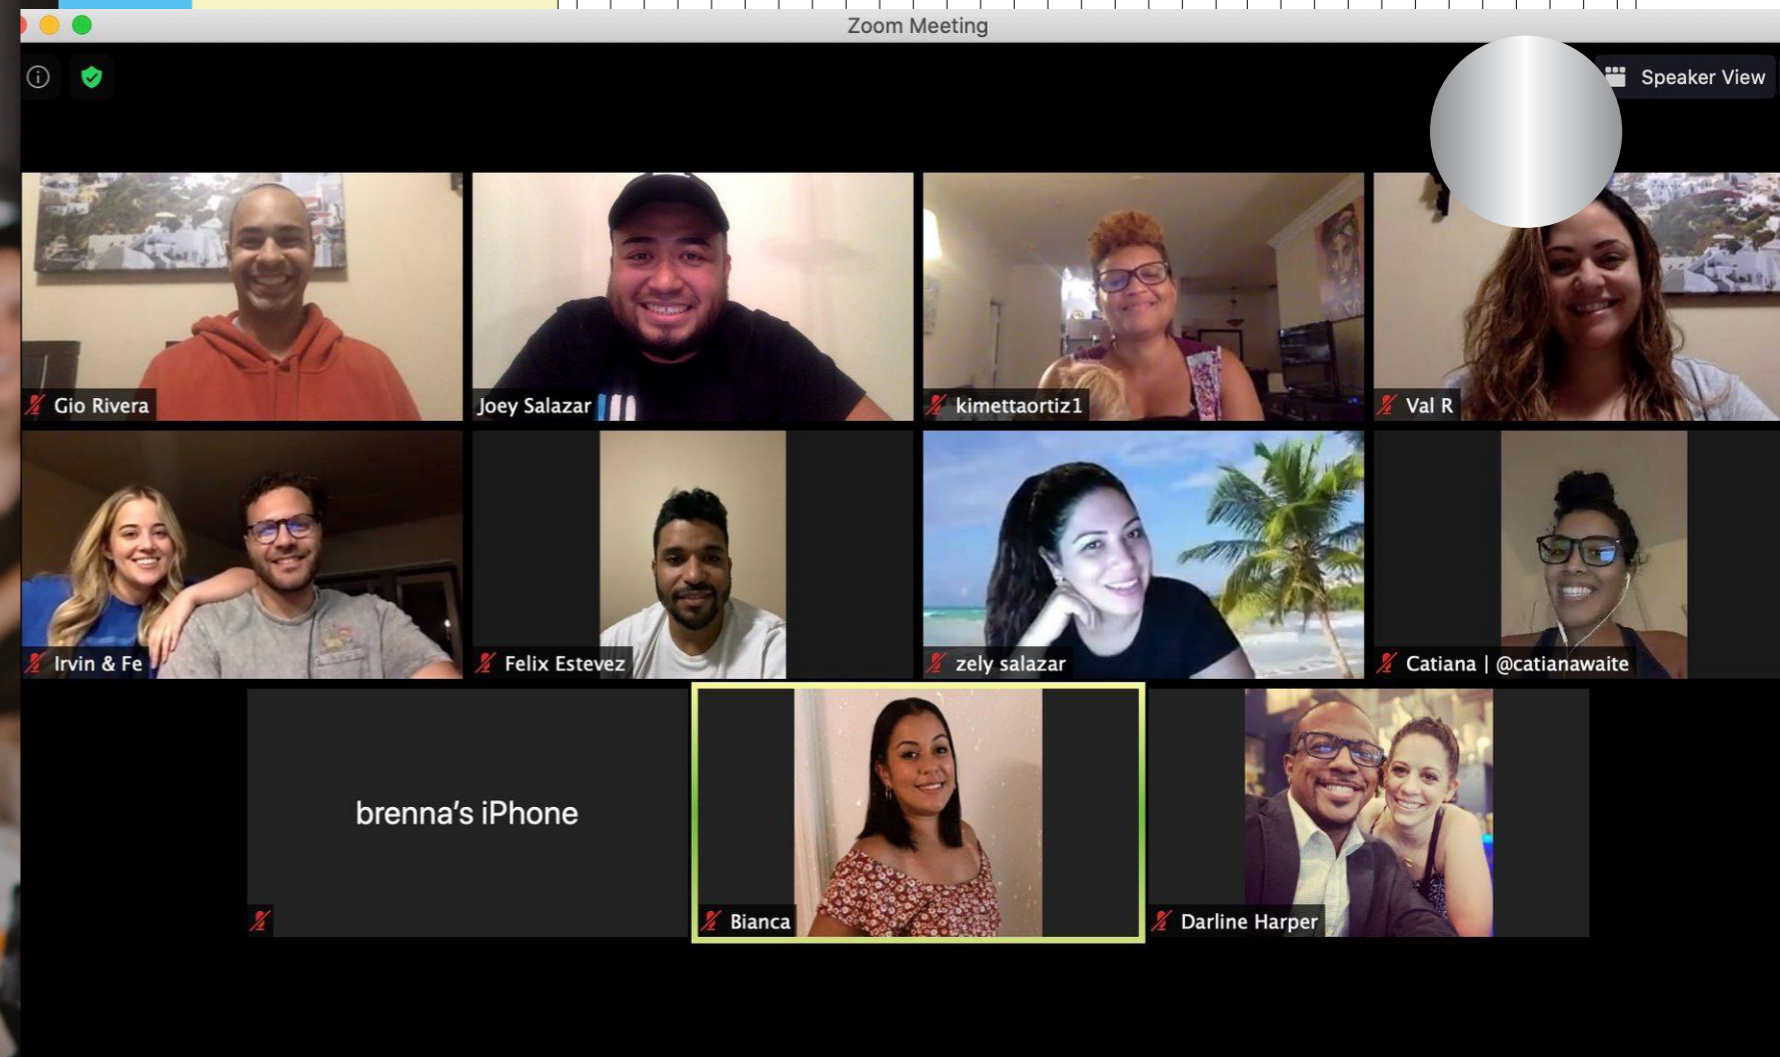 Zoom Meeting
Speaker View
Gio Rivera
Joey Salazar
kimettaortiz1
Val R
Irvin & Fe
Felix Estevez
zely salazar
Catiana | @catianawaite
brenna's iPhone
Bianca
Darline Harper